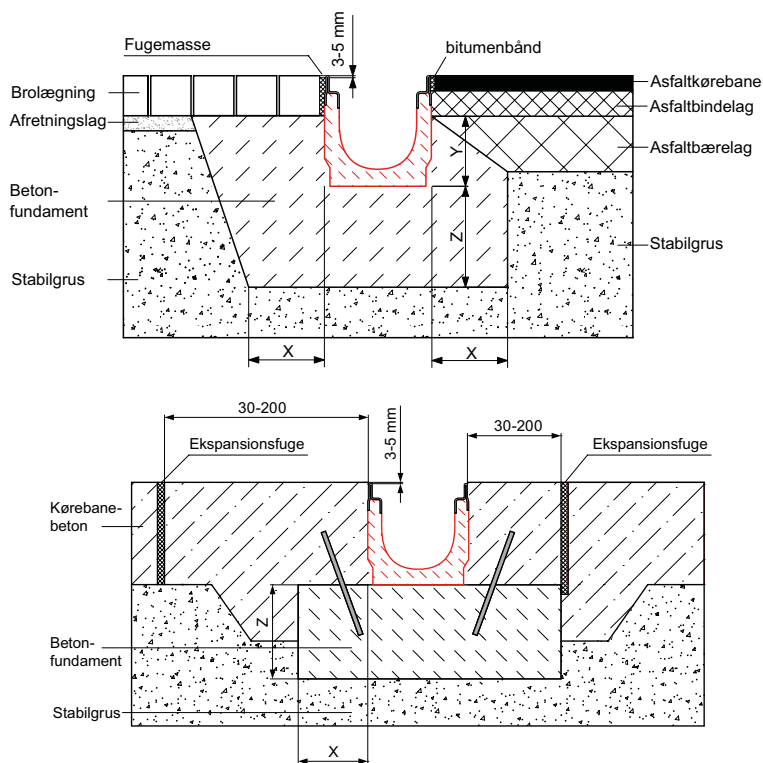 Fugemasse
3-5 mm
bitumenbånd
Brolægning
Afretningslag
Beton-
fundament
Stabilgrus
Asfaltkørebane
Asfaltbindelag
Asfaltbærelag
Stabilgrus
Y
Z
X
X
30-200
3-5 mm
30-200
Ekspansionsfuge
Ekspansionsfuge
Kørebane-
beton
Z
Beton-
fundament
Stabilgrus
X